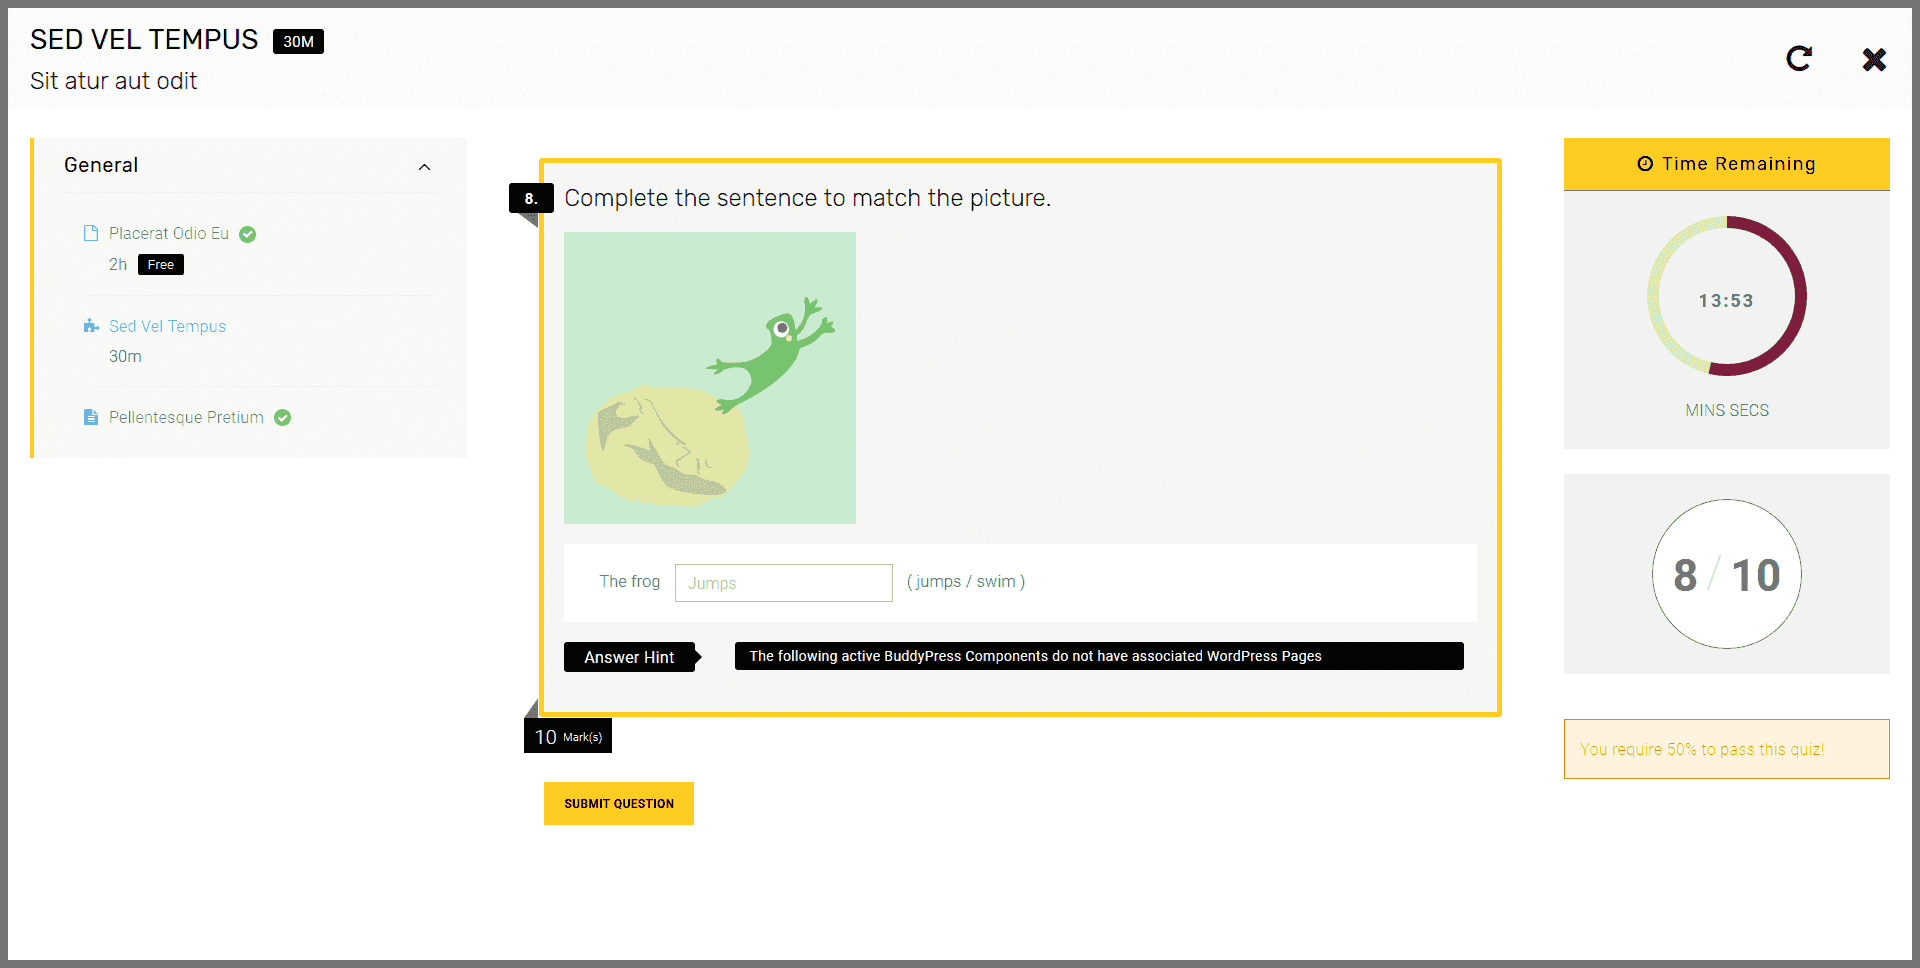 SED VEL TEMPUS 30M
Sit atur aut odit
General
Placerat Odio Eu
2h Free
Sed Vel Tempus
30m
Pellentesque Pretium
8. Complete the sentence to match the picture.
The frog Jumps ( jumps / swim )
Answer Hint The following active BuddyPress Components do not have associated WordPress Pages
10 Mark(s)
SUBMIT QUESTION
Time Remaining
13:53
MINS SECS
8 / 10
You require 50% to pass this quiz!